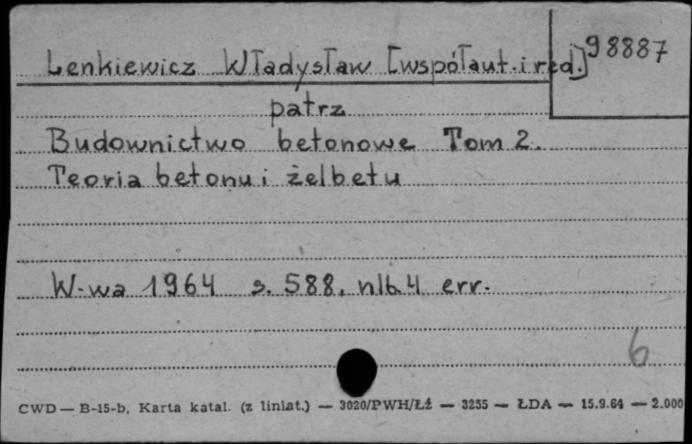 Lenkiewicz Władysław [współaut. i red.] 98887
patrz
Budownictwo betonowe Tom 2.
Teoria betonu i żelbetu
W-wa 1964 s. 588, nlb. 4 err.
6
CWD — B-15-b, Karta katal. (z liniat.) — 3020/PWH/ŁŹ — 3255 — ŁDA — 15.9.64 — 2.000